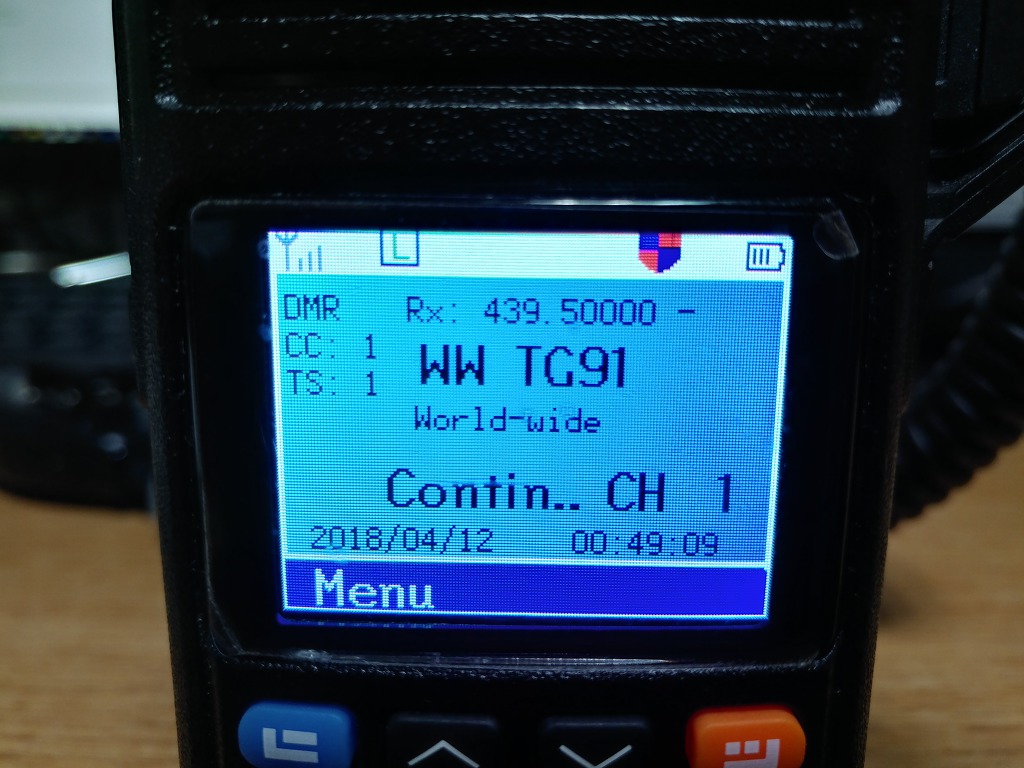 L
DMR Rx: 439.50000 -
CC: 1
WW TG91
TS: 1
World-wide
Contin.. CH 1
2018/04/12 00:49:09
Menu